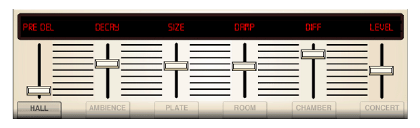 PRE DEL DECAY SIZE DAMP DIFF LEVEL
HALL AMBIENCE PLATE ROOM CHAMBER CONCERT